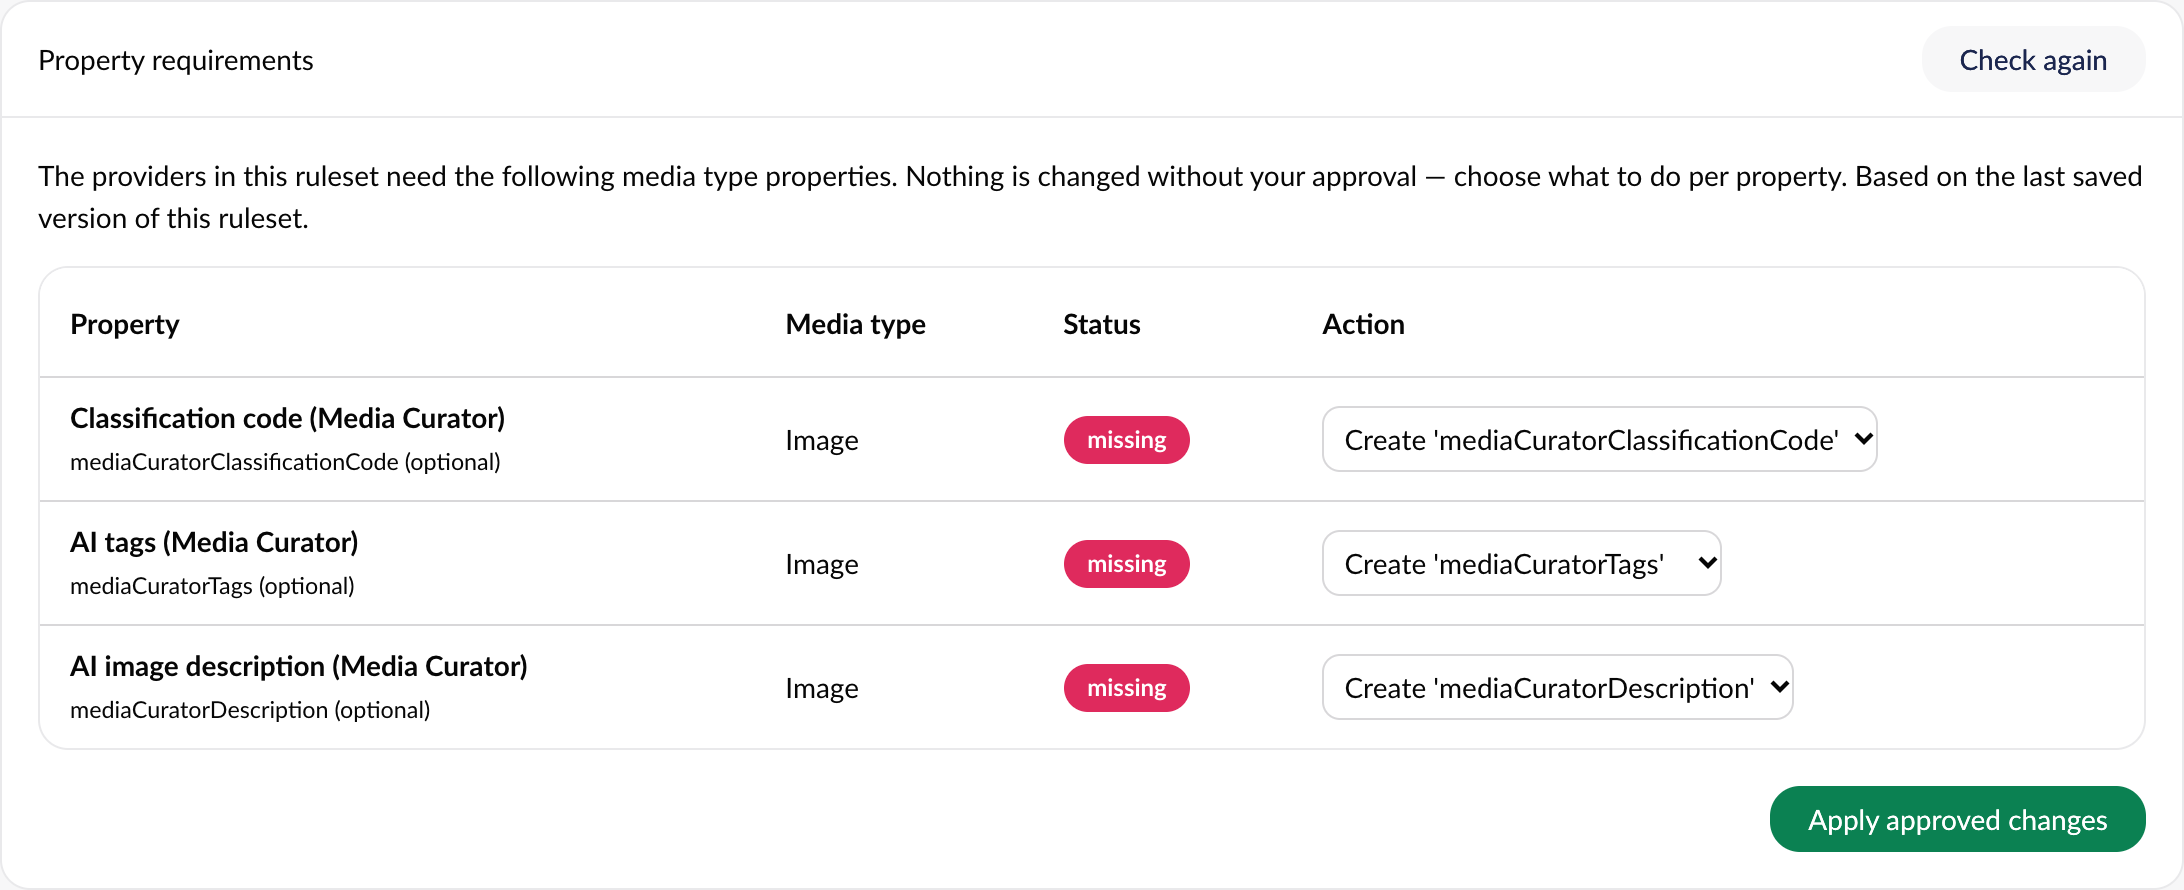 Property requirements
Check again
The providers in this ruleset need the following media type properties. Nothing is changed without your approval — choose what to do per property. Based on the last saved
version of this ruleset.
Property Media type Status Action
Classification code (Media Curator)
mediaCuratorClassificationCode (optional)
Image missing Create 'mediaCuratorClassificationCode'
AI tags (Media Curator)
mediaCuratorTags (optional)
Image missing Create 'mediaCuratorTags'
AI image description (Media Curator)
mediaCuratorDescription (optional)
Image missing Create 'mediaCuratorDescription'
Apply approved changes